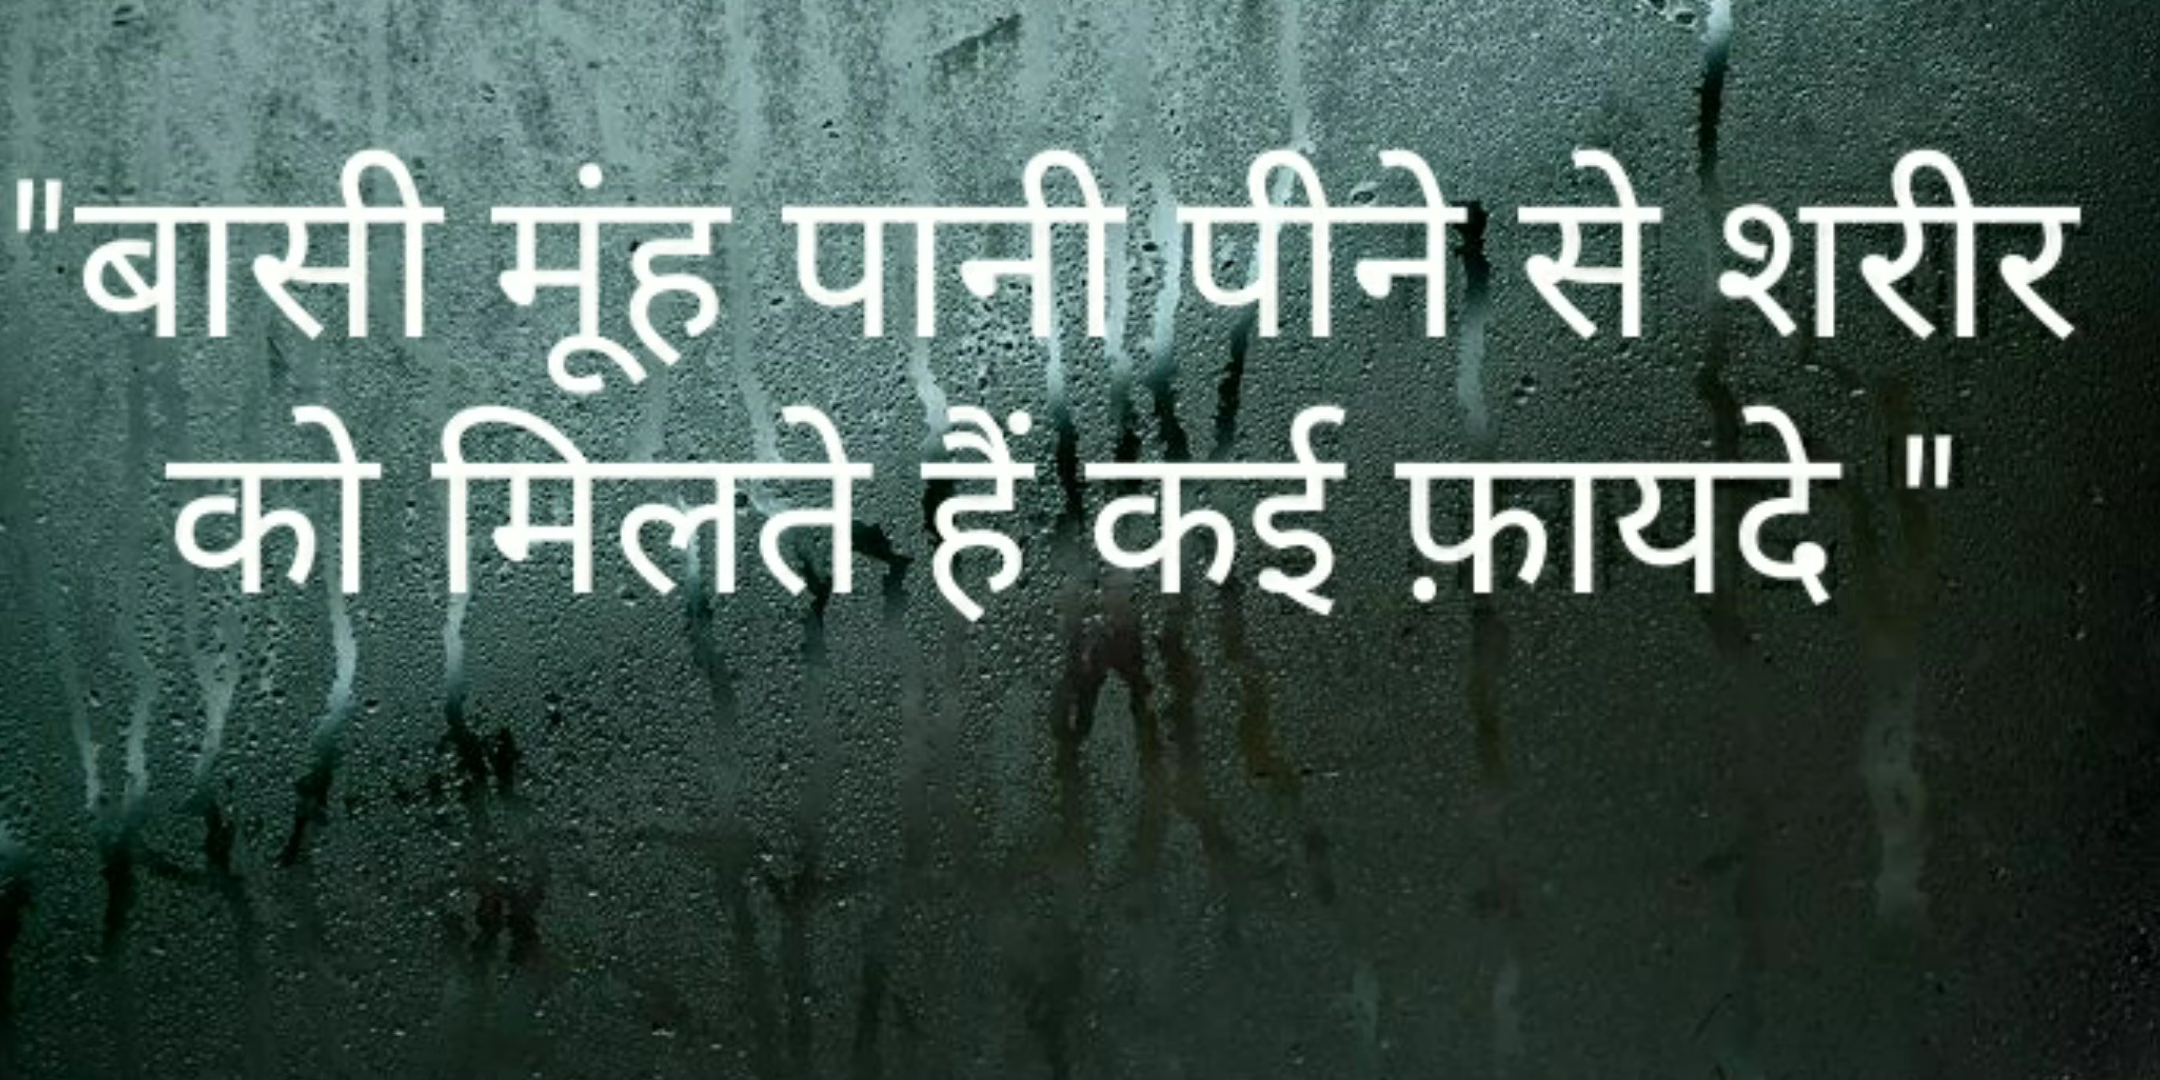 "बासी मूंह पानी पीने से शरीर
को मिलते हैं कई फ़ायदे "